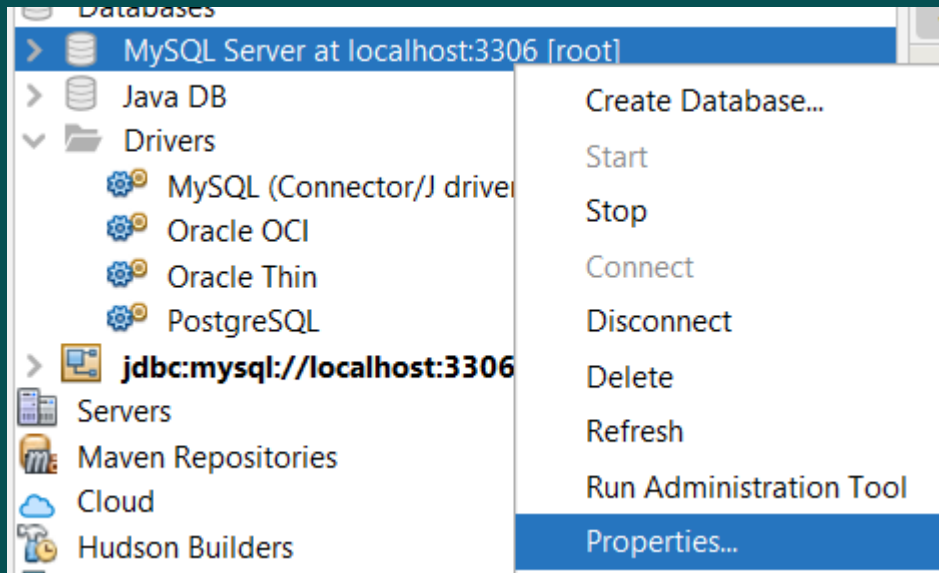 Databases
MySQL Server at localhost:3306 [root]
Java DB
Drivers
MySQL (Connector/J driver
Oracle OCI
Oracle Thin
PostgreSQL
jdbc:mysql://localhost:3306
Servers
Maven Repositories
Cloud
Hudson Builders
Create Database...
Start
Stop
Connect
Disconnect
Delete
Refresh
Run Administration Tool
Properties...